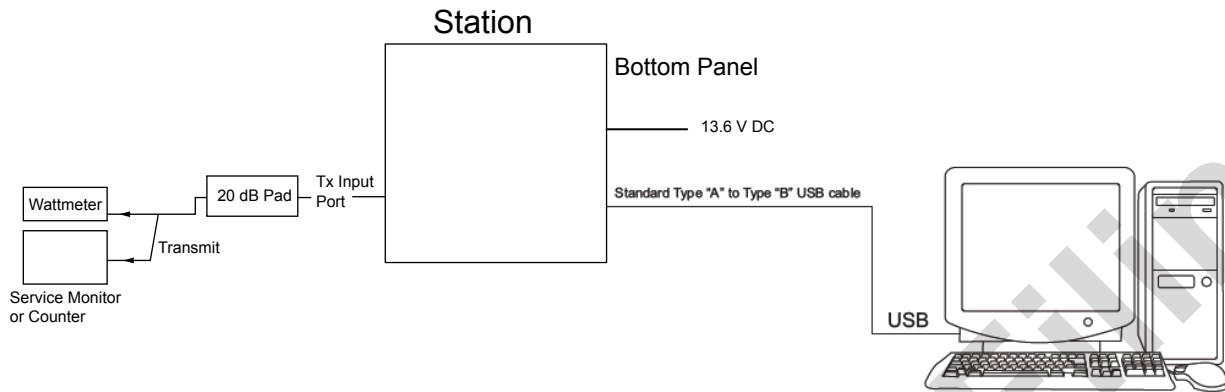 Station
Bottom Panel
13.6 V DC
Standard Type “A” to Type “B” USB cable
Tx Input
Port
20 dB Pad
Wattmeter
Transmit
Service Monitor
or Counter
USB